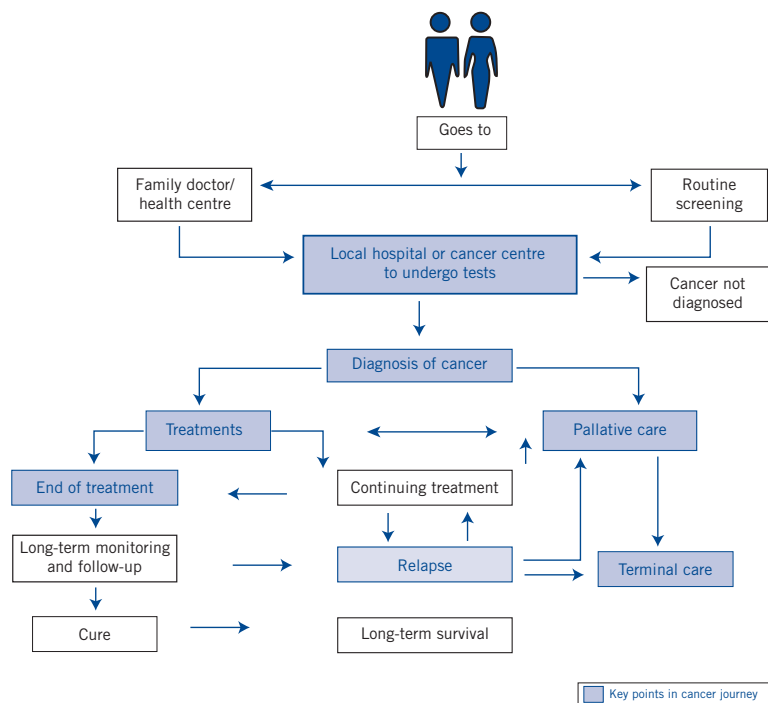 Goes to
Family doctor/
health centre
Routine
screening
Local hospital or cancer centre
to undergo tests
Cancer not
diagnosed
Diagnosis of cancer
Treatments
Pallative care
End of treatment
Continuing treatment
Long-term monitoring
and follow-up
Relapse
Terminal care
Cure
Long-term survival
Key points in cancer journey